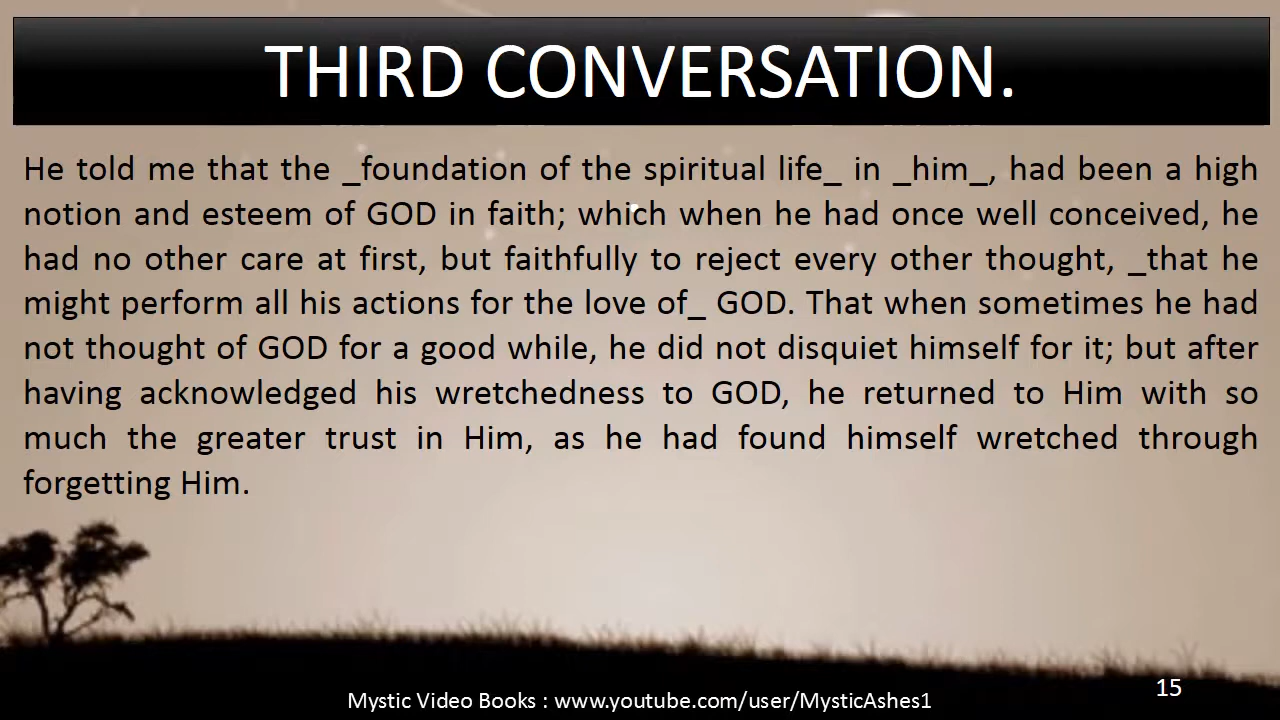 THIRD CONVERSATION.
He told me that the _foundation of the spiritual life_ in _him_, had been a high
notion and esteem of GOD in faith; which when he had once well conceived, he
had no other care at first, but faithfully to reject every other thought, _that he
might perform all his actions for the love of_ GOD. That when sometimes he had
not thought of GOD for a good while, he did not disquiet himself for it; but after
having acknowledged his wretchedness to GOD, he returned to Him with so
much the greater trust in Him, as he had found himself wretched through
forgetting Him.
15
Mystic Video Books : www.youtube.com/user/MysticAshes1